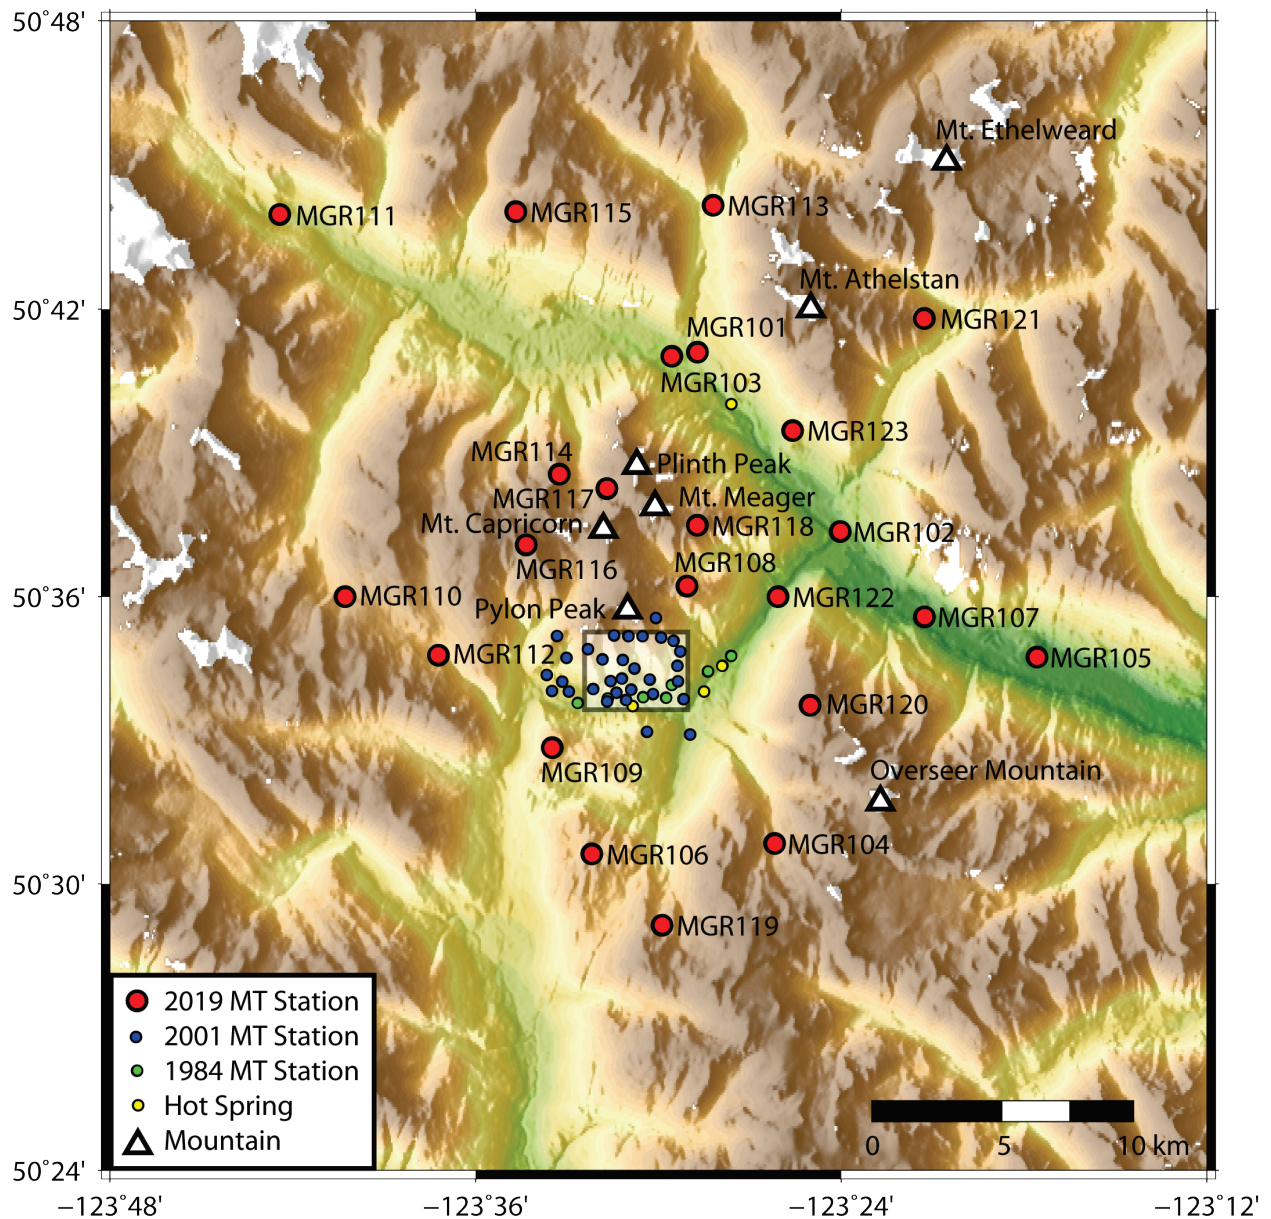 50°48'
Mt. Ethelweard
MGR111
MGR115
MGR113
Mt. Athelstan
50°42'
MGR121
MGR101
MGR103
MGR123
MGR114
Plinth Peak
MGR117
Mt. Meager
Mt. Capricorn
MGR118
MGR102
MGR116
MGR108
50°36'
MGR110
Pylon Peak
MGR122
MGR107
MGR112
MGR105
MGR120
MGR109
Overseer Mountain
MGR106
MGR104
50°30'
MGR119
2019 MT Station
2001 MT Station
1984 MT Station
Hot Spring
Mountain
0 5 10 km
50°24'
−123°48' −123°36' −123°24' −123°12'